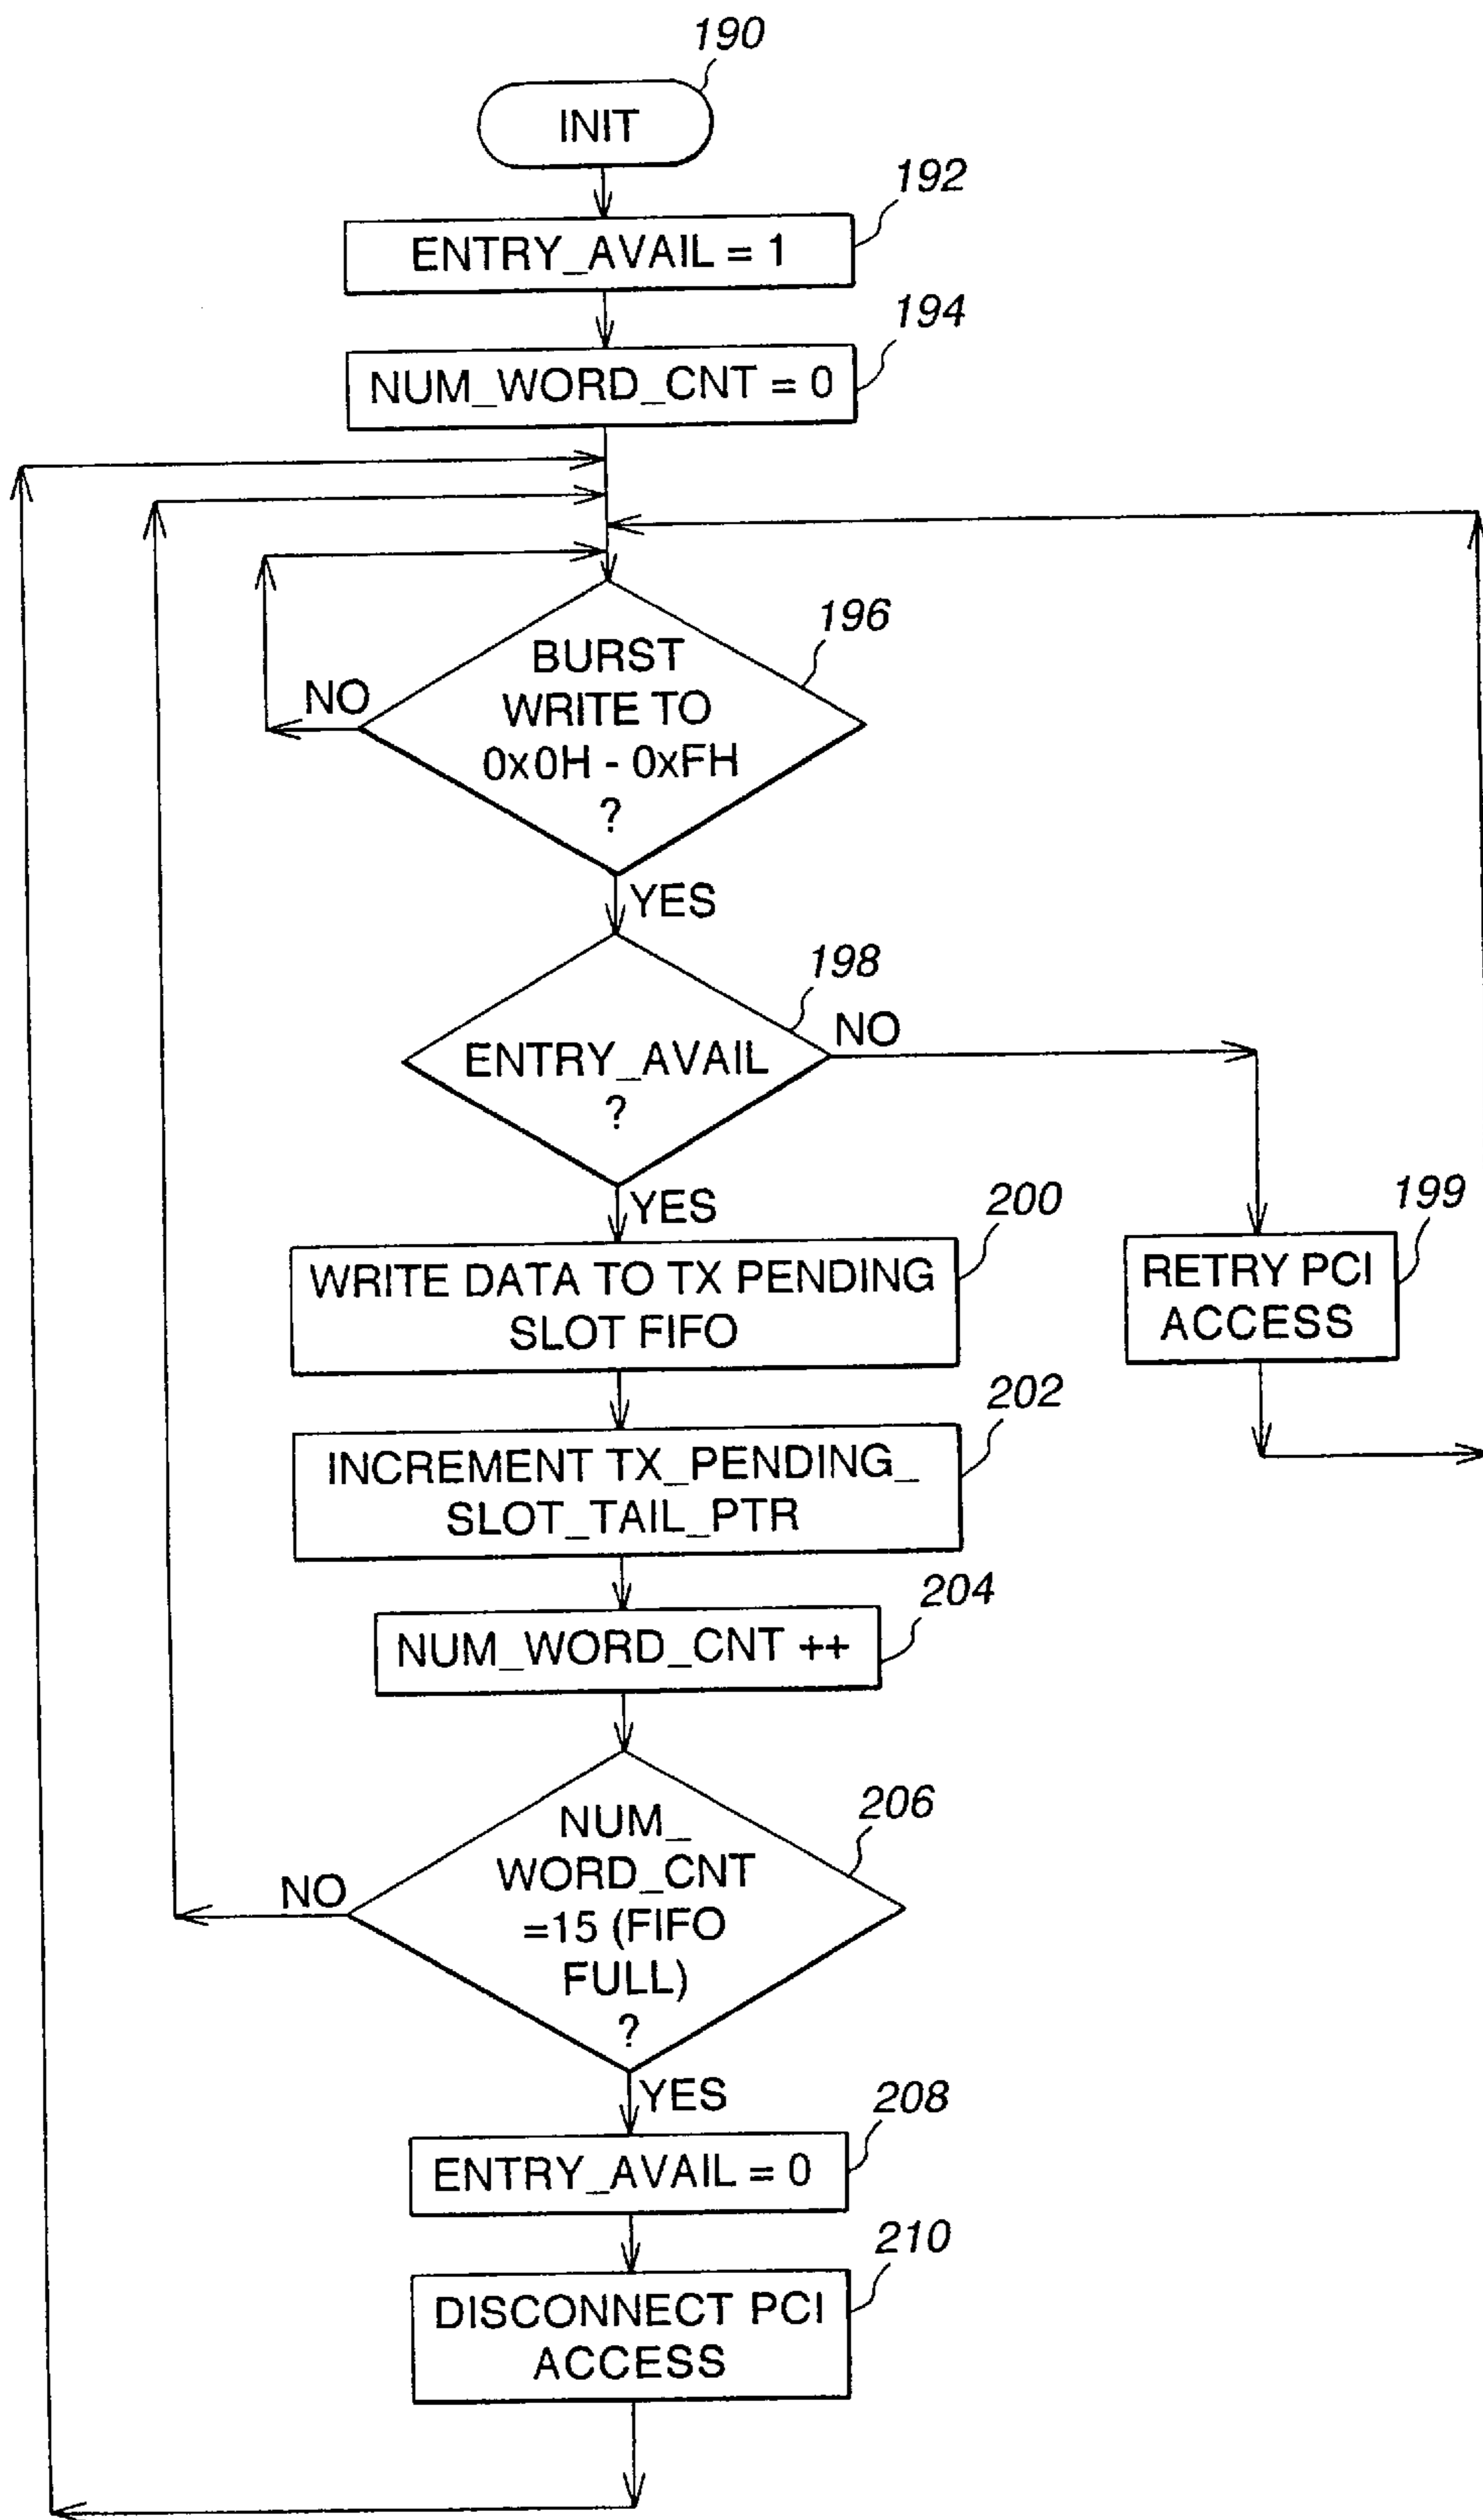 190
INIT
192
ENTRY_AVAIL = 1
194
NUM_WORD_CNT = 0
196
BURST
WRITE TO
0x0H - 0xFH
?
NO
YES
198
ENTRY_AVAIL
?
NO
YES
199
RETRY PCI
ACCESS
200
WRITE DATA TO TX PENDING
SLOT FIFO
202
INCREMENT TX_PENDING_
SLOT_TAIL_PTR
204
NUM_WORD_CNT ++
206
NUM_
WORD_CNT
=15 (FIFO
FULL)
?
NO
YES
208
ENTRY_AVAIL = 0
210
DISCONNECT PCI
ACCESS